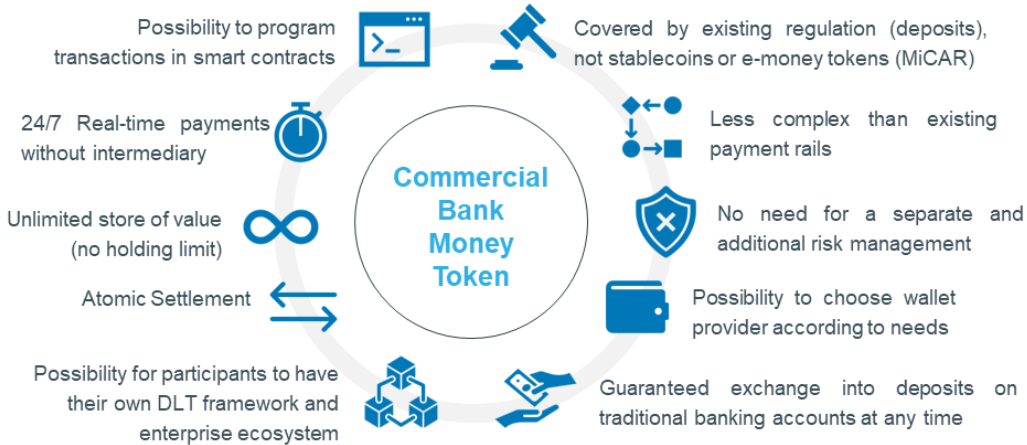 Possibility to program
transactions in smart contracts
24/7 Real-time payments
without intermediary
Unlimited store of value
(no holding limit)
Atomic Settlement
Possibility for participants to have
their own DLT framework and
enterprise ecosystem
Commercial
Bank
Money
Token
Covered by existing regulation (deposits),
not stablecoins or e-money tokens (MiCAR)
Less complex than existing
payment rails
No need for a separate and
additional risk management
Possibility to choose wallet
provider according to needs
Guaranteed exchange into deposits on
traditional banking accounts at any time